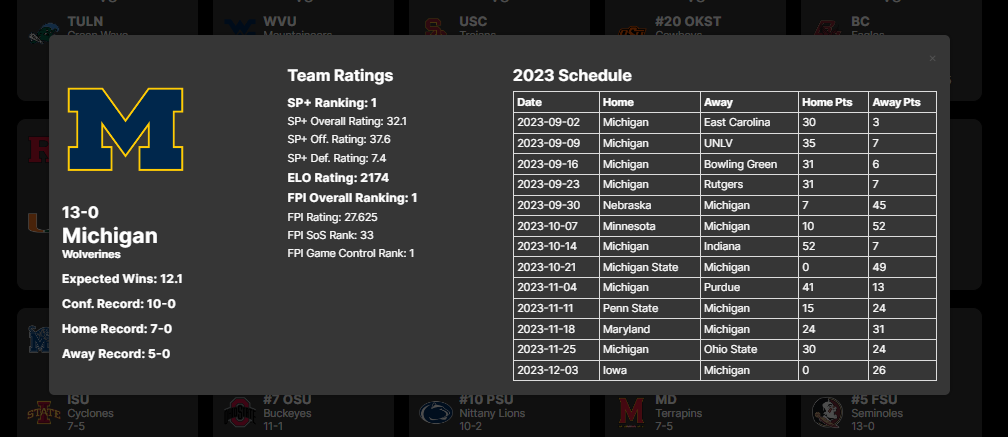 TULN
Green Wave
WVU
Mountaineers
USC
Trojans
#20 OKST
Cowboys
BC
Eagles
×
M
13-0
Michigan
Wolverines
Expected Wins: 12.1
Conf. Record: 10-0
Home Record: 7-0
Away Record: 5-0
Team Ratings
SP+ Ranking: 1
SP+ Overall Rating: 32.1
SP+ Off. Rating: 37.6
SP+ Def. Rating: 7.4
ELO Rating: 2174
FPI Overall Ranking: 1
FPI Rating: 27.625
FPI SoS Rank: 33
FPI Game Control Rank: 1
2023 Schedule
Date Home Away Home Pts Away Pts
2023-09-02 Michigan East Carolina 30 3
2023-09-09 Michigan UNLV 35 7
2023-09-16 Michigan Bowling Green 31 6
2023-09-23 Michigan Rutgers 31 7
2023-09-30 Nebraska Michigan 7 45
2023-10-07 Minnesota Michigan 10 52
2023-10-14 Michigan Indiana 52 7
2023-10-21 Michigan State Michigan 0 49
2023-11-04 Michigan Purdue 41 13
2023-11-11 Penn State Michigan 15 24
2023-11-18 Maryland Michigan 24 31
2023-11-25 Michigan Ohio State 30 24
2023-12-03 Iowa Michigan 0 26
ISU
Cyclones
7-5
#7 OSU
Buckeyes
11-1
#10 PSU
Nittany Lions
10-2
MD
Terrapins
7-5
#5 FSU
Seminoles
13-0